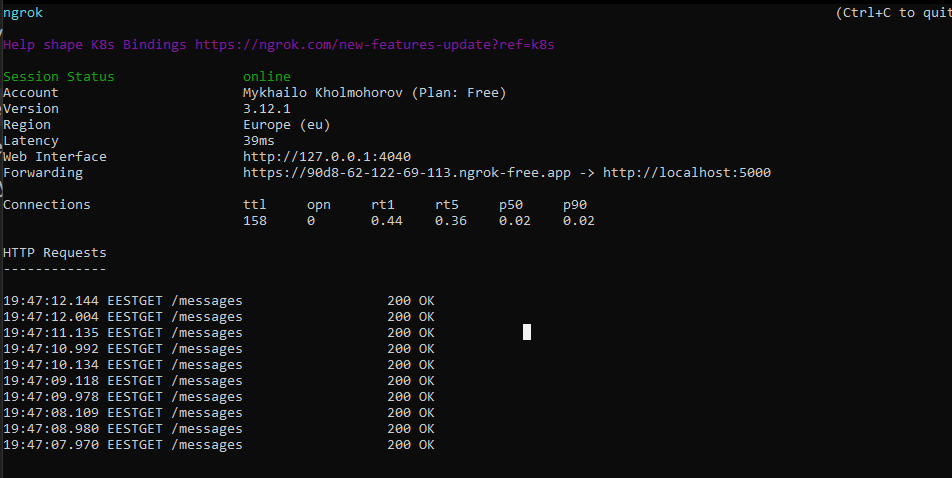 ngrok (Ctrl+C to quit
Help shape K8s Bindings https://ngrok.com/new-features-update?ref=k8s
Session Status online
Account Mykhailo Kholmohorov (Plan: Free)
Version 3.12.1
Region Europe (eu)
Latency 39ms
Web Interface http://127.0.0.1:4040
Forwarding https://90d8-62-122-69-113.ngrok-free.app -> http://localhost:5000
Connections ttl opn rt1 rt5 p50 p90
158 0 0.44 0.36 0.02 0.02
HTTP Requests
-------------
19:47:12.144 EESTGET /messages 200 OK
19:47:12.004 EESTGET /messages 200 OK
19:47:11.135 EESTGET /messages 200 OK
19:47:10.992 EESTGET /messages 200 OK
19:47:10.134 EESTGET /messages 200 OK
19:47:09.118 EESTGET /messages 200 OK
19:47:09.978 EESTGET /messages 200 OK
19:47:08.109 EESTGET /messages 200 OK
19:47:08.980 EESTGET /messages 200 OK
19:47:07.970 EESTGET /messages 200 OK